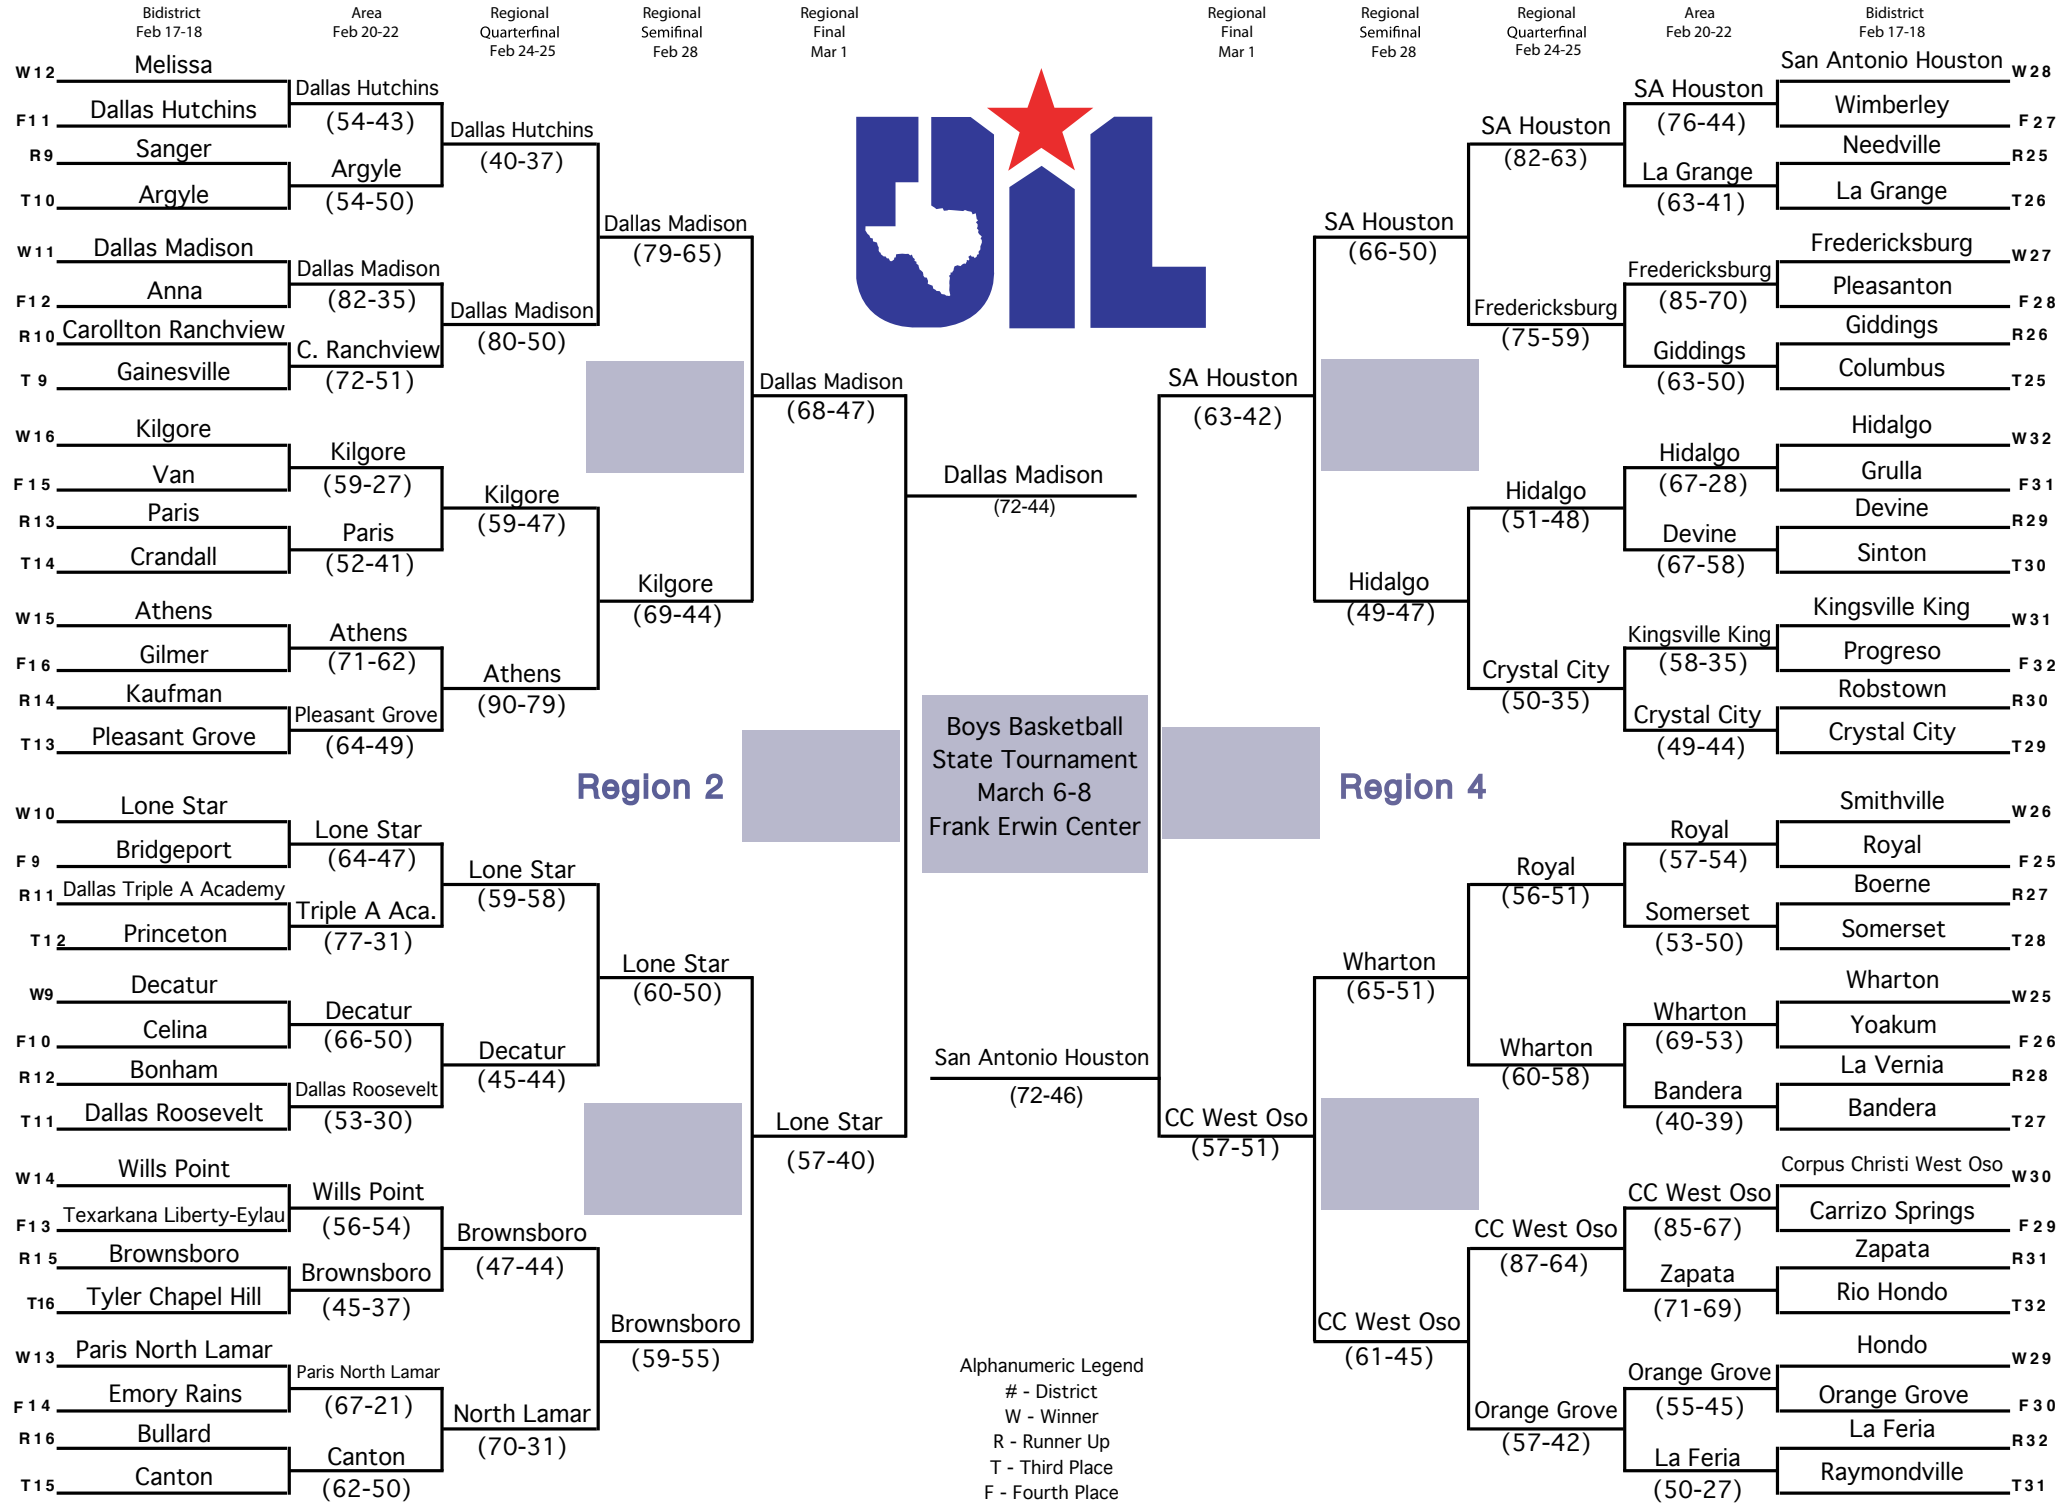 Bidistrict
Feb 17-18
Area
Feb 20-22
Regional
Quarterfinal
Feb 24-25
Regional
Semifinal
Feb 28
Regional
Final
Mar 1
Regional
Final
Mar 1
Regional
Semifinal
Feb 28
Regional
Quarterfinal
Feb 24-25
Area
Feb 20-22
Bidistrict
Feb 17-18
W12 Melissa
F11 Dallas Hutchins
R9 Sanger
T10 Argyle
W11 Dallas Madison
F12 Anna
R10 Carollton Ranchview
T 9 Gainesville
W16 Kilgore
F15 Van
R13 Paris
T14 Crandall
W15 Athens
F16 Gilmer
R14 Kaufman
T13 Pleasant Grove
W10 Lone Star
F 9 Bridgeport
R11 Dallas Triple A Academy
T12 Princeton
W9 Decatur
F10 Celina
R12 Bonham
T11 Dallas Roosevelt
W14 Wills Point
F13 Texarkana Liberty-Eylau
R15 Brownsboro
T16 Tyler Chapel Hill
W13 Paris North Lamar
F14 Emory Rains
R16 Bullard
T15 Canton
Dallas Hutchins
(54-43)
Argyle
(54-50)
Dallas Madison
(82-35)
C. Ranchview
(72-51)
Kilgore
(59-27)
Paris
(52-41)
Athens
(71-62)
Pleasant Grove
(64-49)
Lone Star
(64-47)
Triple A Aca.
(77-31)
Decatur
(66-50)
Dallas Roosevelt
(53-30)
Wills Point
(56-54)
Brownsboro
(45-37)
Paris North Lamar
(67-21)
Canton
(62-50)
Dallas Hutchins
(40-37)
Dallas Madison
(80-50)
Kilgore
(59-47)
Athens
(90-79)
Lone Star
(59-58)
Decatur
(45-44)
Brownsboro
(47-44)
North Lamar
(70-31)
Dallas Madison
(79-65)
Kilgore
(69-44)
Lone Star
(60-50)
Brownsboro
(59-55)
Dallas Madison
(68-47)
Lone Star
(57-40)
Region 2
UIL
Dallas Madison
(72-44)
Boys Basketball
State Tournament
March 6-8
Frank Erwin Center
San Antonio Houston
(72-46)
Alphanumeric Legend
# - District
W - Winner
R - Runner Up
T - Third Place
F - Fourth Place
Region 4
SA Houston
(63-42)
CC West Oso
(57-51)
SA Houston
(66-50)
Hidalgo
(49-47)
Wharton
(65-51)
CC West Oso
(61-45)
SA Houston
(82-63)
Fredericksburg
(75-59)
Hidalgo
(51-48)
Crystal City
(50-35)
Royal
(56-51)
Wharton
(60-58)
CC West Oso
(87-64)
Orange Grove
(57-42)
SA Houston
(76-44)
La Grange
(63-41)
Fredericksburg
(85-70)
Giddings
(63-50)
Hidalgo
(67-28)
Devine
(67-58)
Kingsville King
(58-35)
Crystal City
(49-44)
Royal
(57-54)
Somerset
(53-50)
Wharton
(69-53)
Bandera
(40-39)
CC West Oso
(85-67)
Zapata
(71-69)
Orange Grove
(55-45)
La Feria
(50-27)
San Antonio Houston W28
Wimberley F27
Needville R25
La Grange T26
Fredericksburg W27
Pleasanton F28
Giddings R26
Columbus T25
Hidalgo W32
Grulla F31
Devine R29
Sinton T30
Kingsville King W31
Progreso F32
Robstown R30
Crystal City T29
Smithville W26
Royal F25
Boerne R27
Somerset T28
Wharton W25
Yoakum F26
La Vernia R28
Bandera T27
Corpus Christi West Oso W30
Carrizo Springs F29
Zapata R31
Rio Hondo T32
Hondo W29
Orange Grove F30
La Feria R32
Raymondville T31